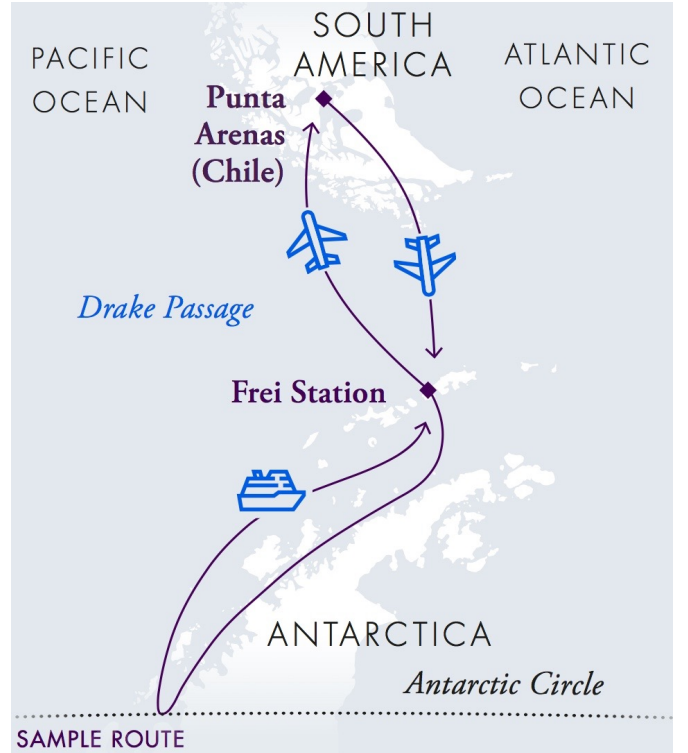 SOUTH
AMERICA
PACIFIC
OCEAN
ATLANTIC
OCEAN
Punta
Arenas
(Chile)
Drake Passage
Frei Station
ANTARCTICA
Antarctic Circle
SAMPLE ROUTE